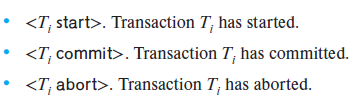 • <Ti start>. Transaction Ti has started.
• <Ti commit>. Transaction Ti has committed.
• <Ti abort>. Transaction Ti has aborted.